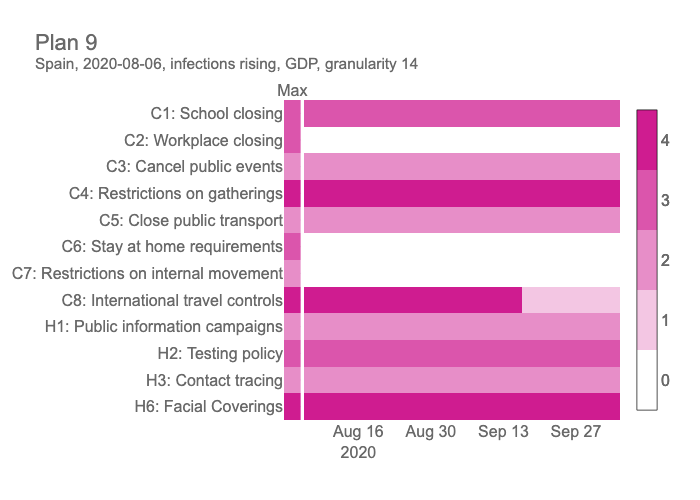 Plan 9
Spain, 2020-08-06, infections rising, GDP, granularity 14
Max
C1: School closing
C2: Workplace closing
C3: Cancel public events
C4: Restrictions on gatherings
C5: Close public transport
C6: Stay at home requirements
C7: Restrictions on internal movement
C8: International travel controls
H1: Public information campaigns
H2: Testing policy
H3: Contact tracing
H6: Facial Coverings
Aug 16 Aug 30 Sep 13 Sep 27
2020
4
3
2
1
0